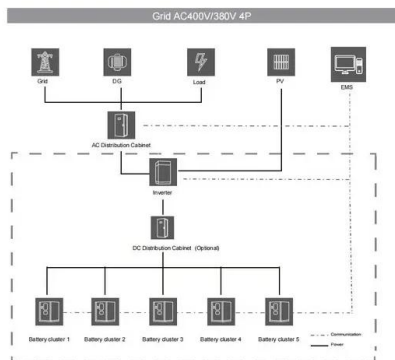 Grid AC400V/380V 4P
Grid
DG
Load
PV
EMS
AC Distribution Cabinet
Inverter
DC Distribution Cabinet (Optional)
Battery cluster 1
Battery cluster 2
Battery cluster 3
Battery cluster 4
Battery cluster 5
Communication
Power